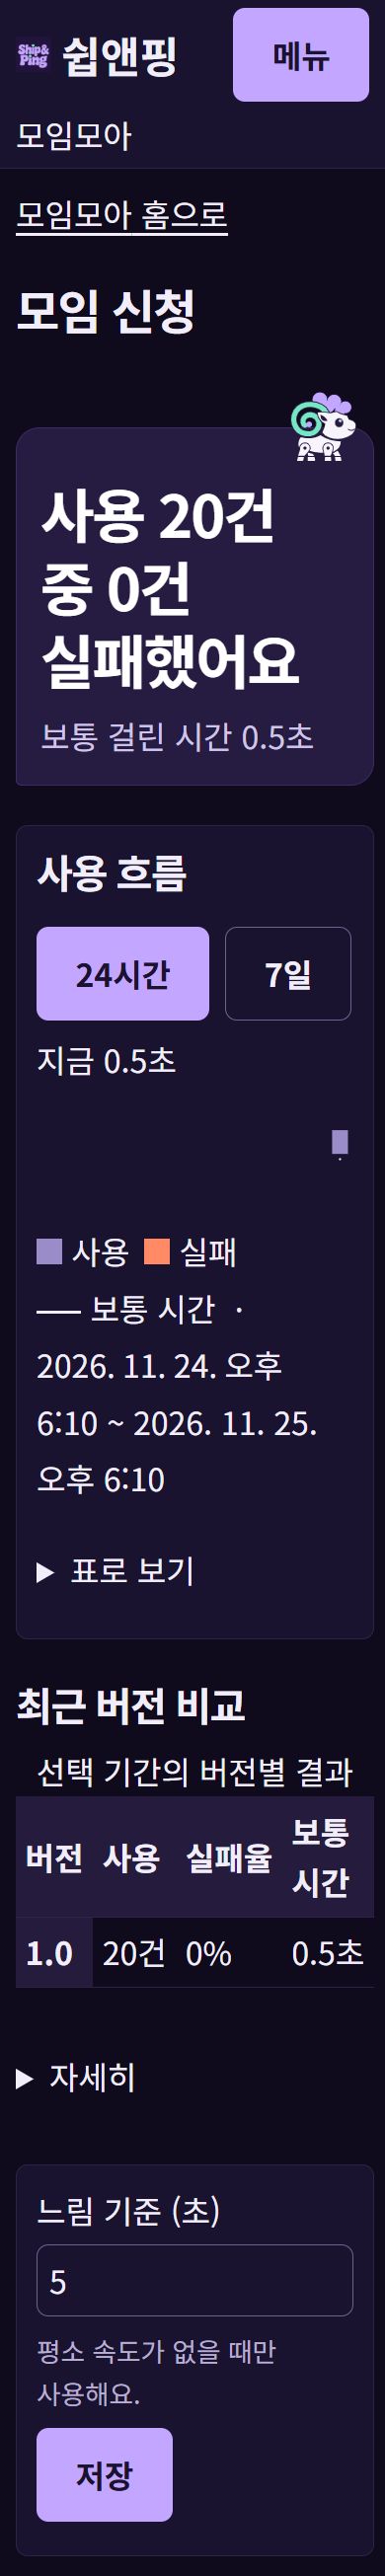 Ship&
Ping
쉽앤핑
메뉴
모임모아
모임모아 홈으로
모임 신청
사용 20건
중 0건
실패했어요
보통 걸린 시간 0.5초
사용 흐름
24시간
7일
지금 0.5초
사용 실패
보통 시간 ·
2026. 11. 24. 오후
6:10 ~ 2026. 11. 25.
오후 6:10
표로 보기
최근 버전 비교
선택 기간의 버전별 결과
버전 사용 실패율 보통
시간
1.0 20건 0% 0.5초
자세히
느림 기준 (초)
5
평소 속도가 없을 때만
사용해요.
저장